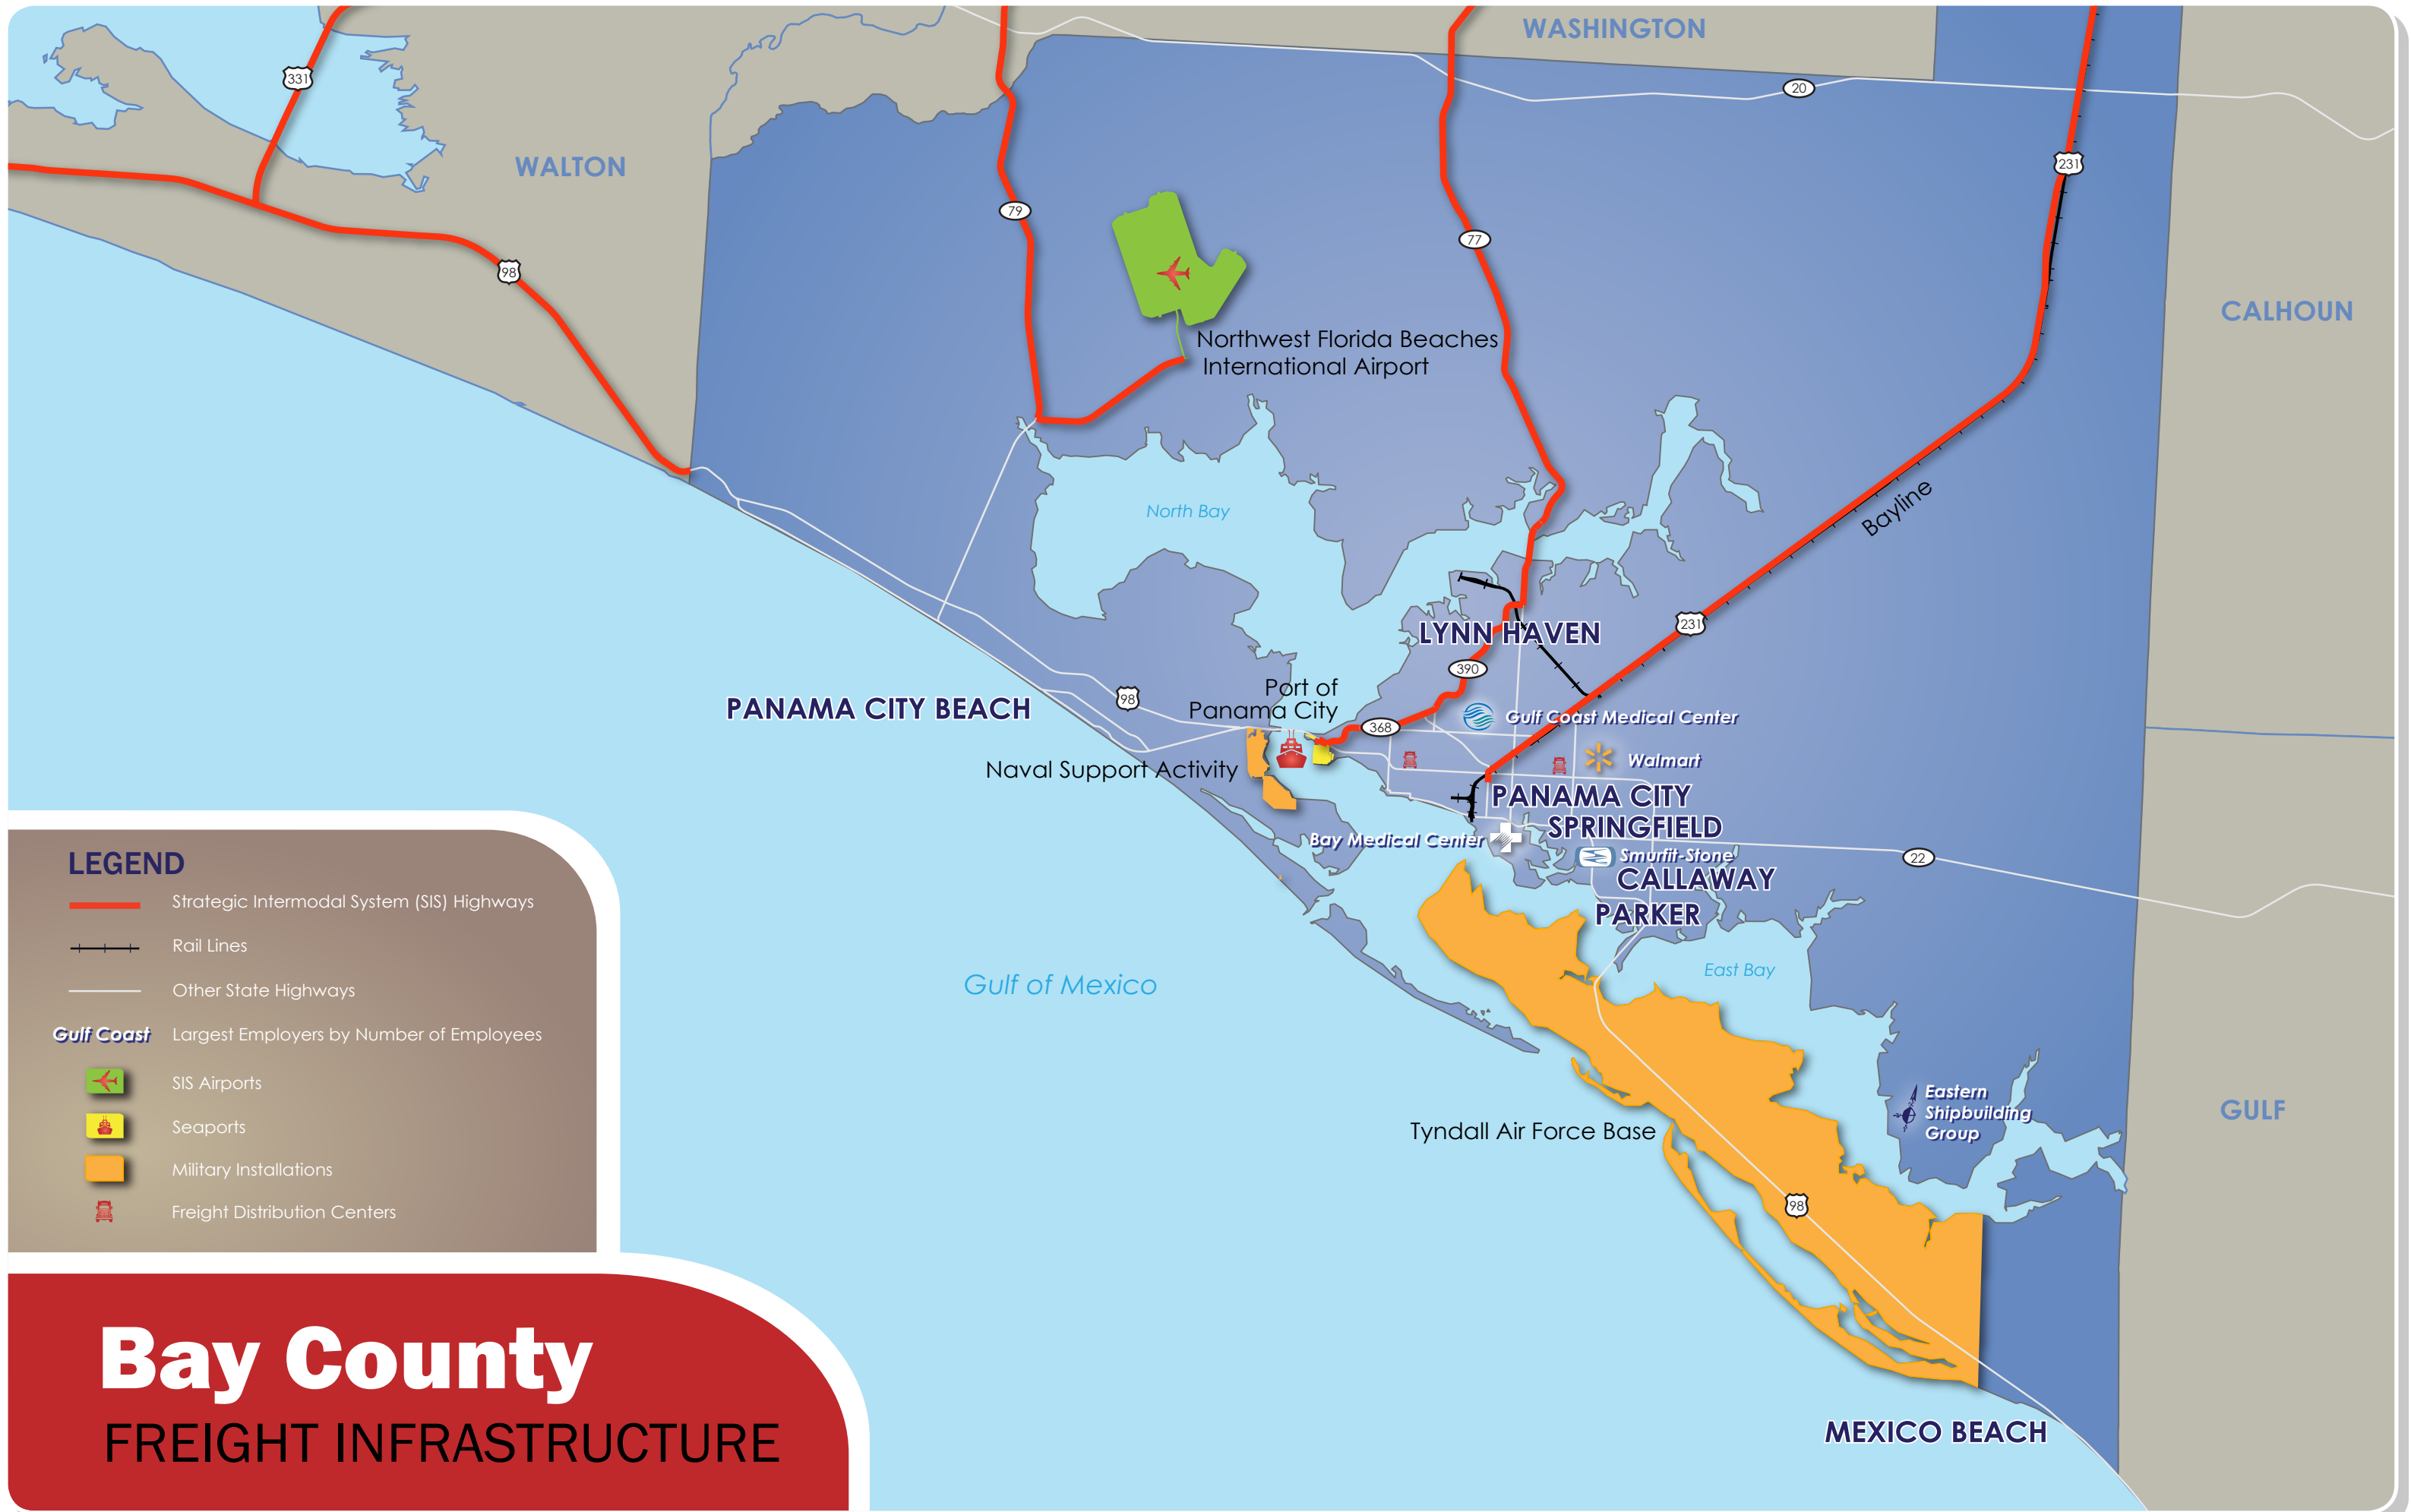 WASHINGTON
331
20
WALTON
231
79
77
98
CALHOUN
Northwest Florida Beaches
International Airport
North Bay
Bayline
231
LYNN HAVEN
390
Port of
Panama City
98
PANAMA CITY BEACH
368
Gulf Coast Medical Center
Walmart
Naval Support Activity
PANAMA CITY
SPRINGFIELD
Bay Medical Center
Smurfit-Stone
22
CALLAWAY
PARKER
East Bay
Gulf of Mexico
Eastern
Shipbuilding
Group
GULF
Tyndall Air Force Base
98
MEXICO BEACH
LEGEND
Strategic Intermodal System (SIS) Highways
Rail Lines
Other State Highways
Gulf Coast Largest Employers by Number of Employees
SIS Airports
Seaports
Military Installations
Freight Distribution Centers
Bay County
FREIGHT INFRASTRUCTURE